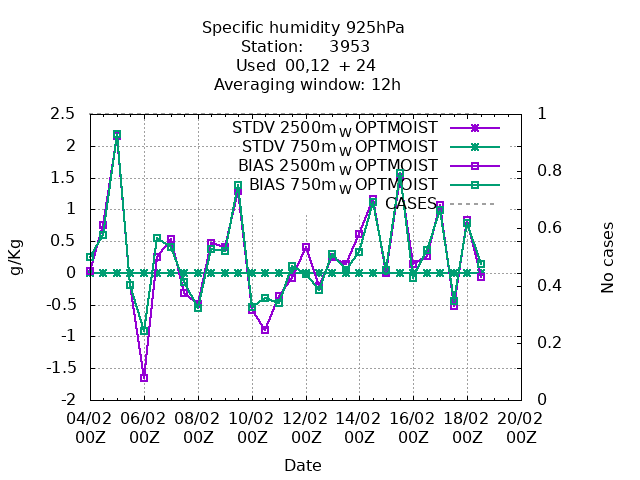 Specific humidity 925hPa
Station: 3953
Used 00,12 + 24
Averaging window: 12h
STDV 2500m_W OPTMOIST
STDV 750m_W OPTMOIST
BIAS 2500m_W OPTMOIST
BIAS 750m_W OPTMOIST
CASES
g/Kg
2.5
2
1.5
1
0.5
0
-0.5
-1
-1.5
-2
No cases
1
0.8
0.6
0.4
0.2
0
04/02 06/02 08/02 10/02 12/02 14/02 16/02 18/02 20/02
00Z 00Z 00Z 00Z 00Z 00Z 00Z 00Z 00Z
Date